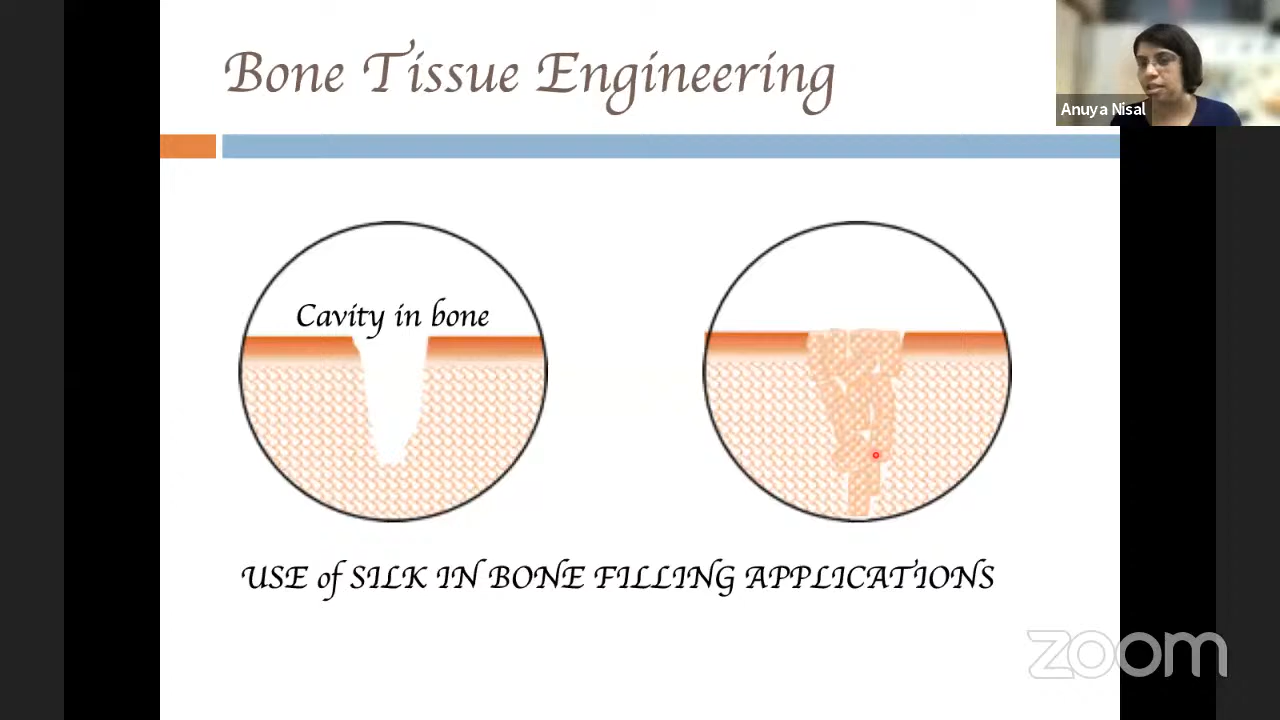 Bone Tissue Engineering
Anuya Nisal
Cavity in bone
USE of SILK IN BONE FILLING APPLICATIONS
zoom